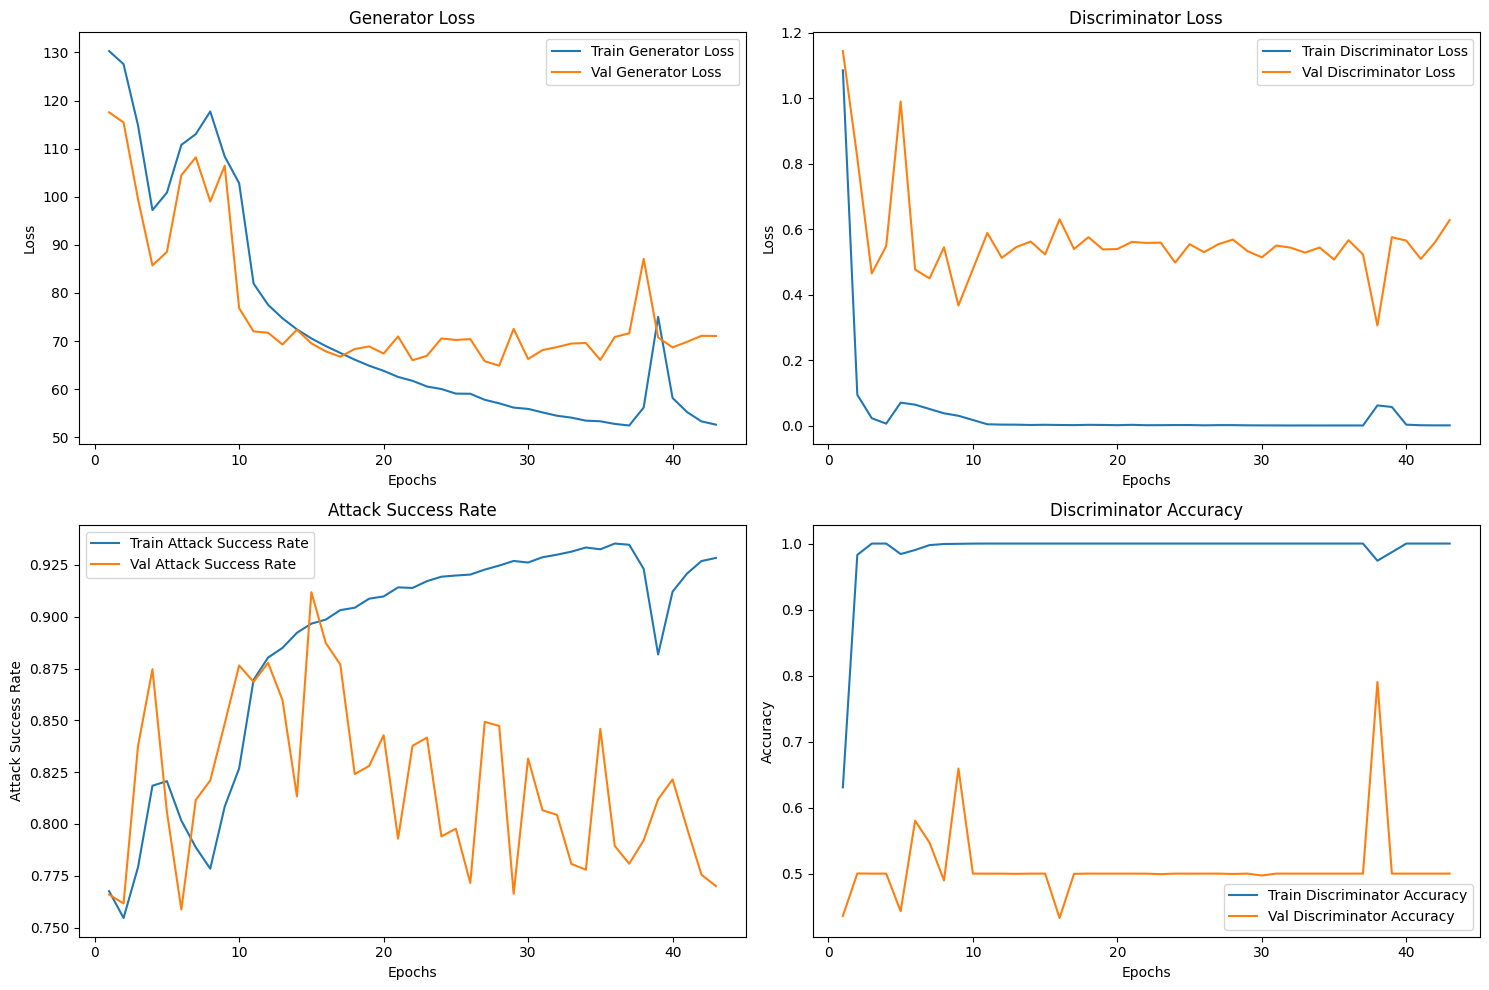 Generator Loss
Train Generator Loss
Val Generator Loss
130
120
110
100
90
80
70
60
50
Loss
0
10
20
30
40
Epochs
Discriminator Loss
Train Discriminator Loss
Val Discriminator Loss
1.2
1.0
0.8
0.6
0.4
0.2
0.0
Loss
0
10
20
30
40
Epochs
Attack Success Rate
Train Attack Success Rate
Val Attack Success Rate
0.925
0.900
0.875
0.850
0.825
0.800
0.775
0.750
Attack Success Rate
0
10
20
30
40
Epochs
Discriminator Accuracy
1.0
0.9
0.8
0.7
0.6
0.5
Accuracy
Train Discriminator Accuracy
Val Discriminator Accuracy
0
10
20
30
40
Epochs